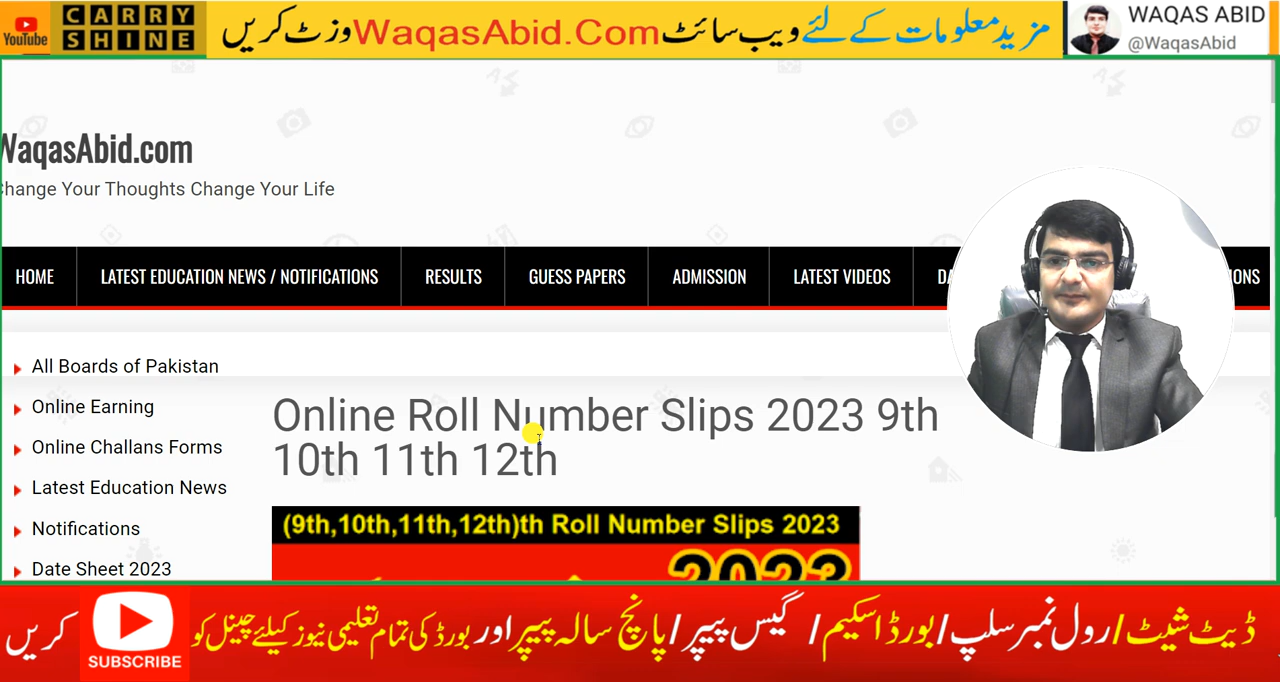 YouTube
CARRY
SHINE
مزید معلومات کے لئے ویب سائٹ WaqasAbid.Com وزٹ کریں
WAQAS ABID
@WaqasAbid
WaqasAbid.com
Change Your Thoughts Change Your Life
HOME
LATEST EDUCATION NEWS / NOTIFICATIONS
RESULTS
GUESS PAPERS
ADMISSION
LATEST VIDEOS
All Boards of Pakistan
Online Earning
Online Challans Forms
Latest Education News
Notifications
Date Sheet 2023
Online Roll Number Slips 2023 9th
10th 11th 12th
(9th,10th,11th,12th)th Roll Number Slips 2023
2023
ڈیٹ شیٹ/رول نمبر سلپ/بورڈ اسکیم/ گیس پیپر/پانچ سالہ پیپر اور بورڈ کی تمام تعلیمی نیوز کیلئے چینل کو SUBSCRIBE کریں